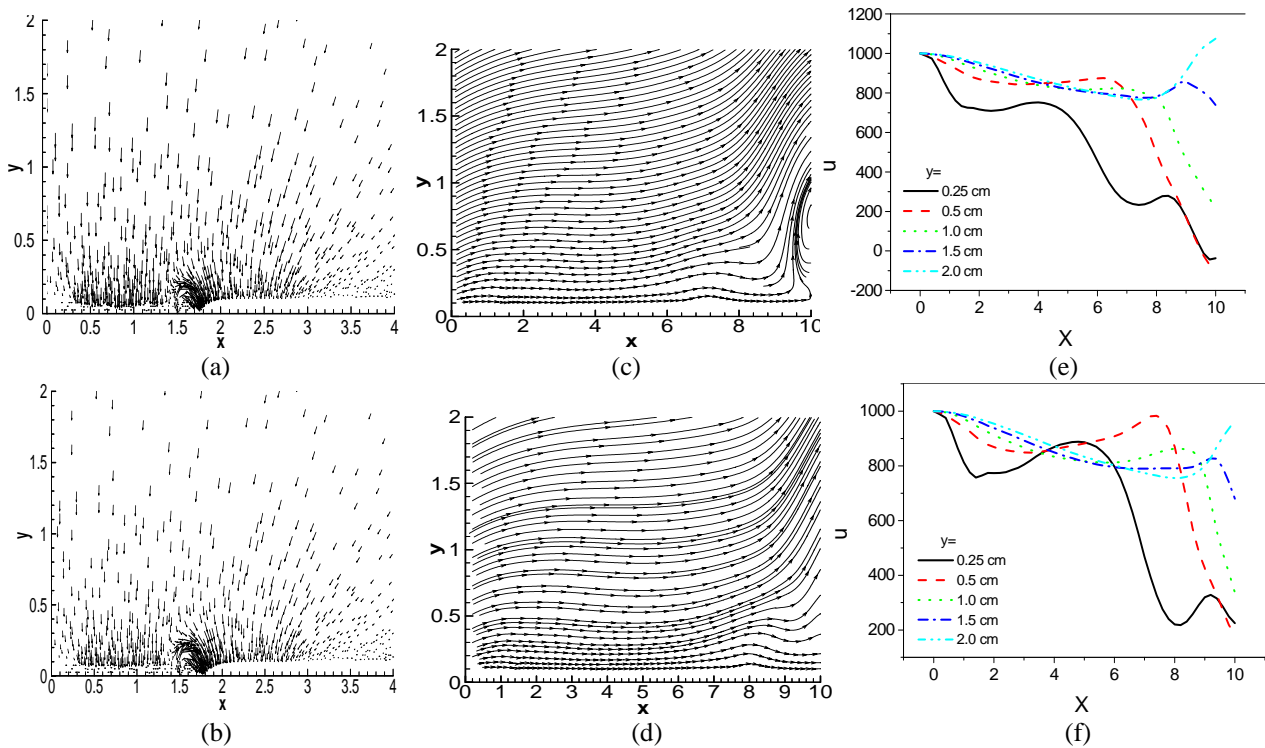 2
1.5
y 1
0.5
0
0 0.5 1 1.5 2 2.5 3 3.5 4
x
(a)
2
1.5
y 1
0.5
0
0 2 4 6 8 10
x
(c)
1200
1000
800
600
u 400
200
0
-200
0 2 4 6 8 10
X
y=
0.25 cm
0.5 cm
1.0 cm
1.5 cm
2.0 cm
(e)
2
1.5
y 1
0.5
0
0 0.5 1 1.5 2 2.5 3 3.5 4
x
(b)
2
1.5
y 1
0.5
0
0 1 2 3 4 5 6 7 8 9 10
x
(d)
1000
800
u 600
400
200
0 2 4 6 8 10
X
y=
0.25 cm
0.5 cm
1.0 cm
1.5 cm
2.0 cm
(f)